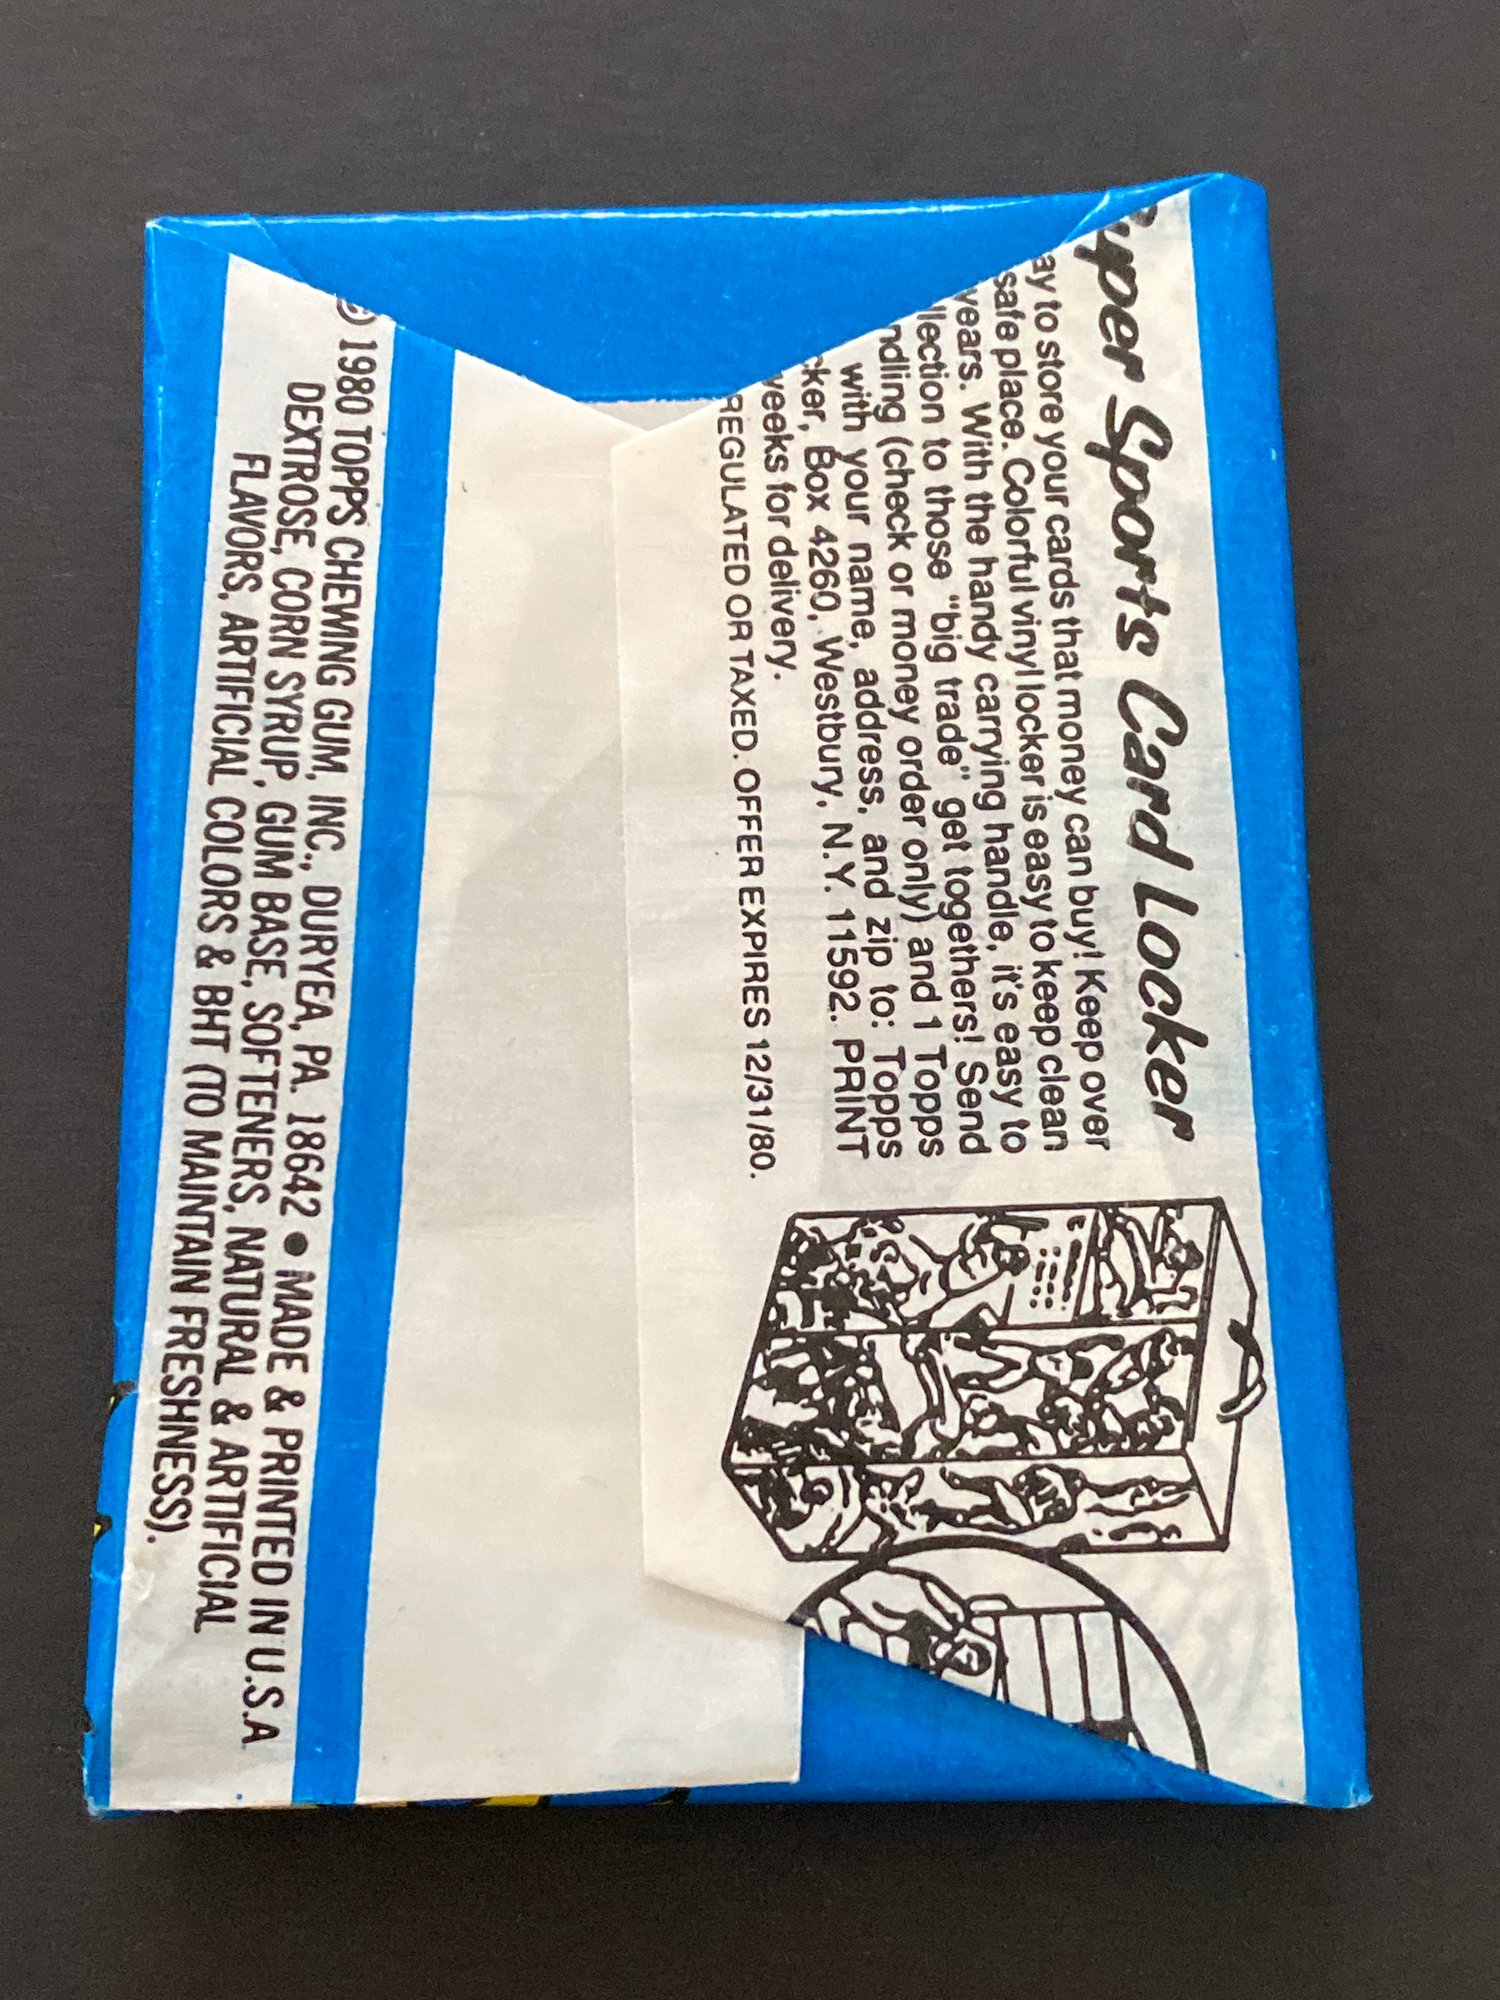 Super Sports Card Locker
ay to store your cards that money can buy! Keep over
safe place. Colorful vinyl locker is easy to keep clean
years. With the handy carrying handle, it's easy to
llection to those "big trade" get togethers! Send
ndling (check or money order only) and 1 Topps
with your name, address, and zip to: Topps
cker, Box 4260, Westbury, N.Y. 11592. PRINT
weeks for delivery.
REGULATED OR TAXED. OFFER EXPIRES 12/31/80.
© 1980 TOPPS CHEWING GUM, INC., DURYEA, PA. 18642 • MADE & PRINTED IN U.S.A
DEXTROSE, CORN SYRUP, GUM BASE, SOFTENERS, NATURAL & ARTIFICIAL
FLAVORS, ARTIFICIAL COLORS & BHT (TO MAINTAIN FRESHNESS).